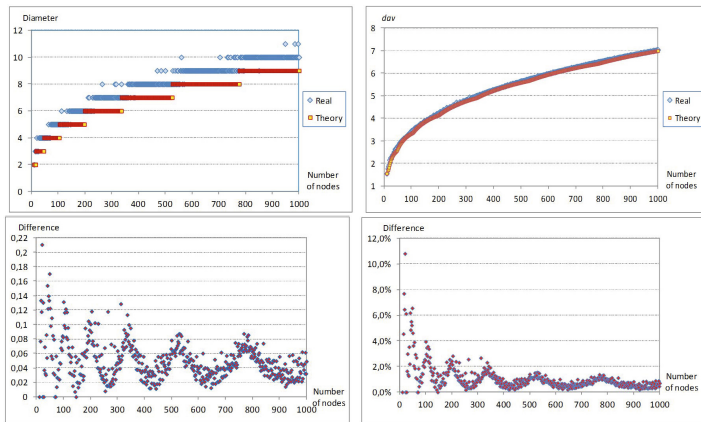 Diameter
12
10
8
6
4
2
0
0 100 200 300 400 500 600 700 800 900 1000
Number
of nodes
Real
Theory
dav
8
7
6
5
4
3
2
1
0 100 200 300 400 500 600 700 800 900 1000
Number
of nodes
Real
Theory
Difference
0,22
0,2
0,18
0,16
0,14
0,12
0,1
0,08
0,06
0,04
0,02
0
0 100 200 300 400 500 600 700 800 900 1000
Number
of nodes
Difference
12,0%
10,0%
8,0%
6,0%
4,0%
2,0%
0,0%
0 100 200 300 400 500 600 700 800 900 1000
Number
of nodes